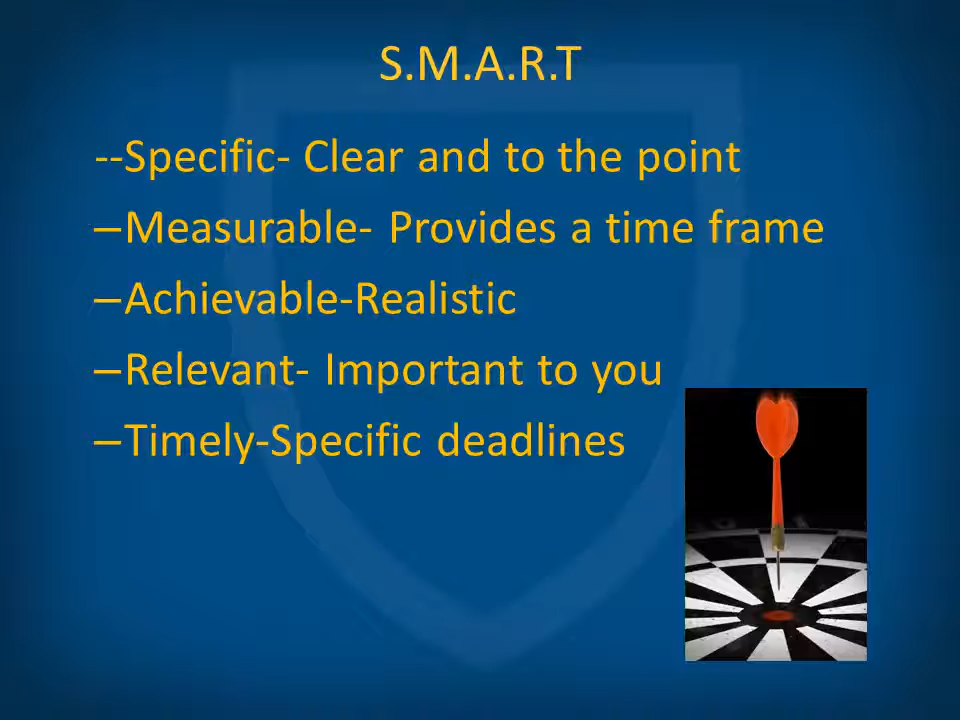 S.M.A.R.T
--Specific- Clear and to the point
–Measurable- Provides a time frame
–Achievable-Realistic
–Relevant- Important to you
–Timely-Specific deadlines